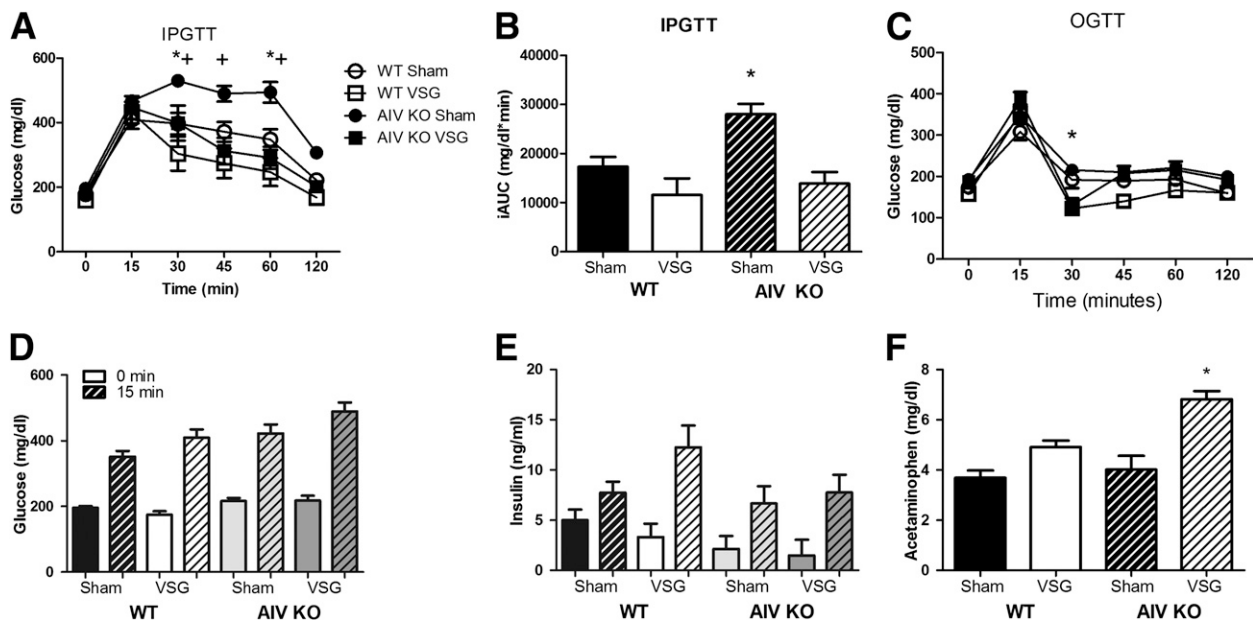 A
IPGTT
Glucose (mg/dl)
600
400
200
0
*+ + *+
0 15 30 45 60 120
Time (min)
WT Sham
WT VSG
AIV KO Sham
AIV KO VSG
B
IPGTT
iAUC (mg/dl*min)
40000
30000
20000
10000
0
*
Sham VSG Sham VSG
WT AIV KO
C
OGTT
Glucose (mg/dl)
500
400
300
200
100
*
0 15 30 45 60 120
Time (minutes)
D
Glucose (mg/dl)
600
400
200
0
0 min
15 min
Sham VSG Sham VSG
WT AIV KO
E
Insulin (ng/ml)
20
15
10
5
0
Sham VSG Sham VSG
WT AIV KO
F
Acetaminophen (mg/dl)
8
6
4
2
0
*
Sham VSG Sham VSG
WT AIV KO